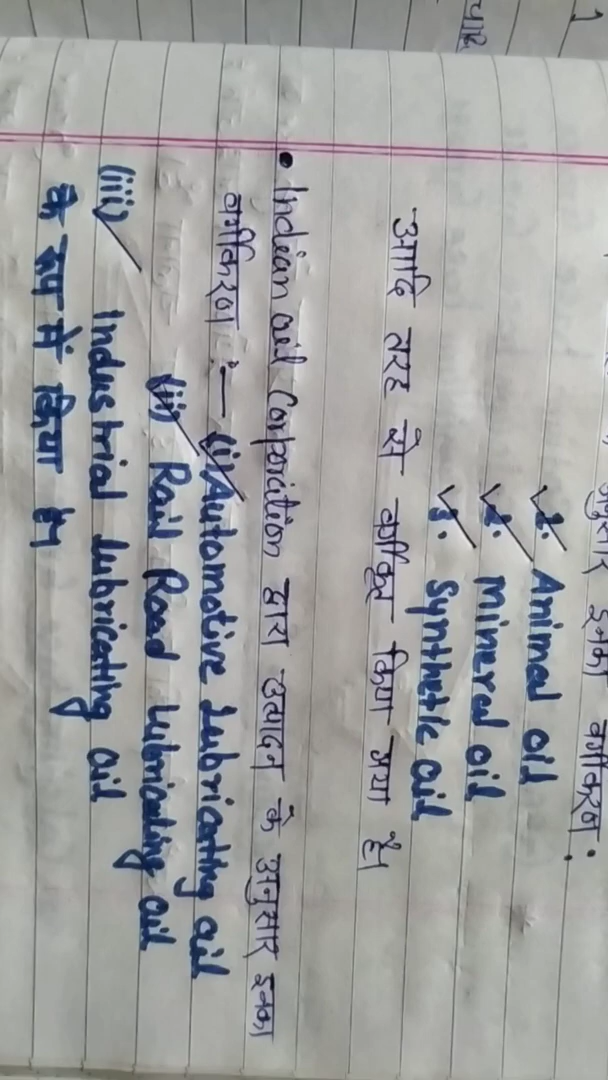 अनुसार इनका वर्गीकरण :
1. Animal oil
2. Mineral oil
3. Synthetic oil
आदि तरह से वर्गीकृत किया गया है।
• Indian oil Corporation द्वारा उत्पादन के अनुसार इनका
वर्गीकरण :- (i) Automotive Lubricating oil
(ii) Rail Road Lubricating oil
(iii) Industrial Lubricating oil
के रूप में किया है।